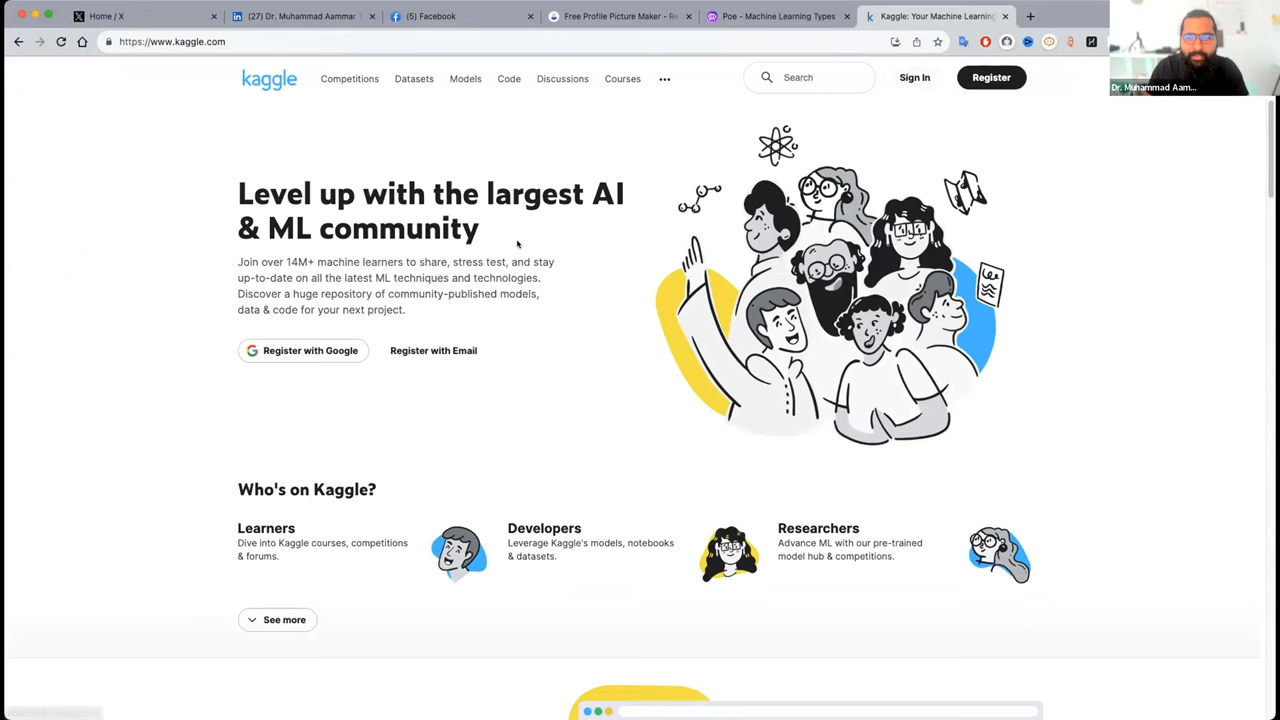 Home / X
(27) Dr. Muhammad Aammar T
(5) Facebook
Free Profile Picture Maker - Re
Poe - Machine Learning Types
Kaggle: Your Machine Learning
https://www.kaggle.com
Dr. Muhammad Aam...
kaggle
Competitions
Datasets
Models
Code
Discussions
Courses
Search
Sign In
Register
Level up with the largest AI
& ML community
Join over 14M+ machine learners to share, stress test, and stay
up-to-date on all the latest ML techniques and technologies.
Discover a huge repository of community-published models,
data & code for your next project.
Register with Google
Register with Email
Who's on Kaggle?
Learners
Dive into Kaggle courses, competitions
& forums.
Developers
Leverage Kaggle's models, notebooks
& datasets.
Researchers
Advance ML with our pre-trained
model hub & competitions.
See more